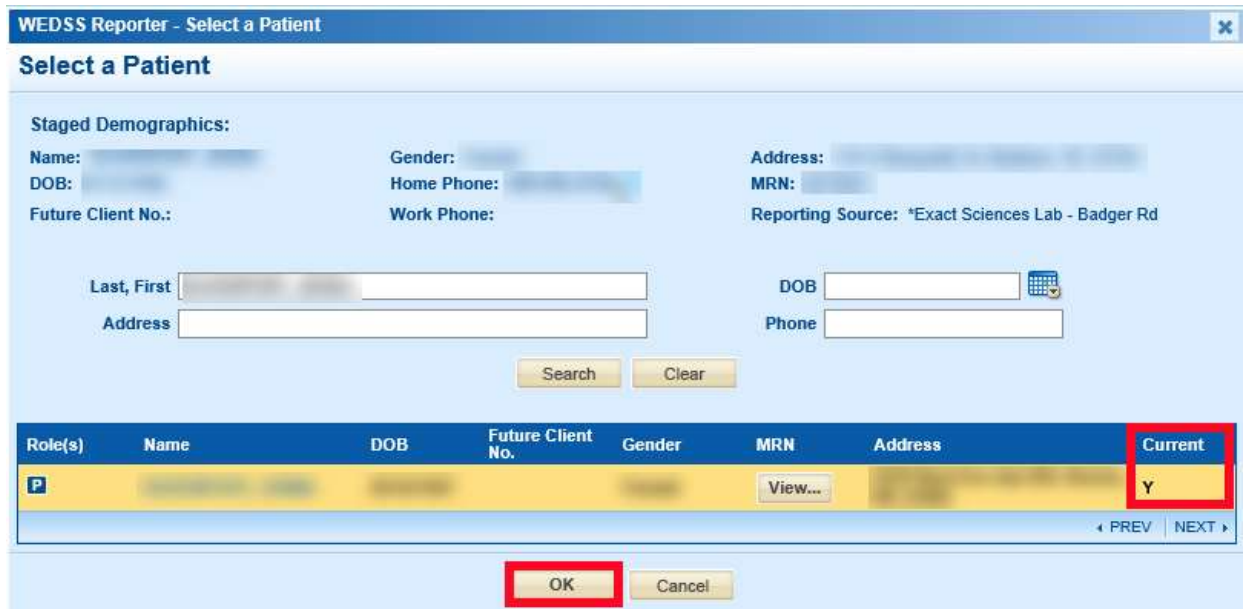 WEDSS Reporter - Select a Patient
Select a Patient
Staged Demographics:
Name: Gender: Address:
DOB: Home Phone: MRN:
Future Client No.: Work Phone: Reporting Source: *Exact Sciences Lab - Badger Rd
Last, First DOB
Address Phone
Search Clear
Role(s) Name DOB Future Client No. Gender MRN Address Current
P View... Y
PREV NEXT
OK Cancel